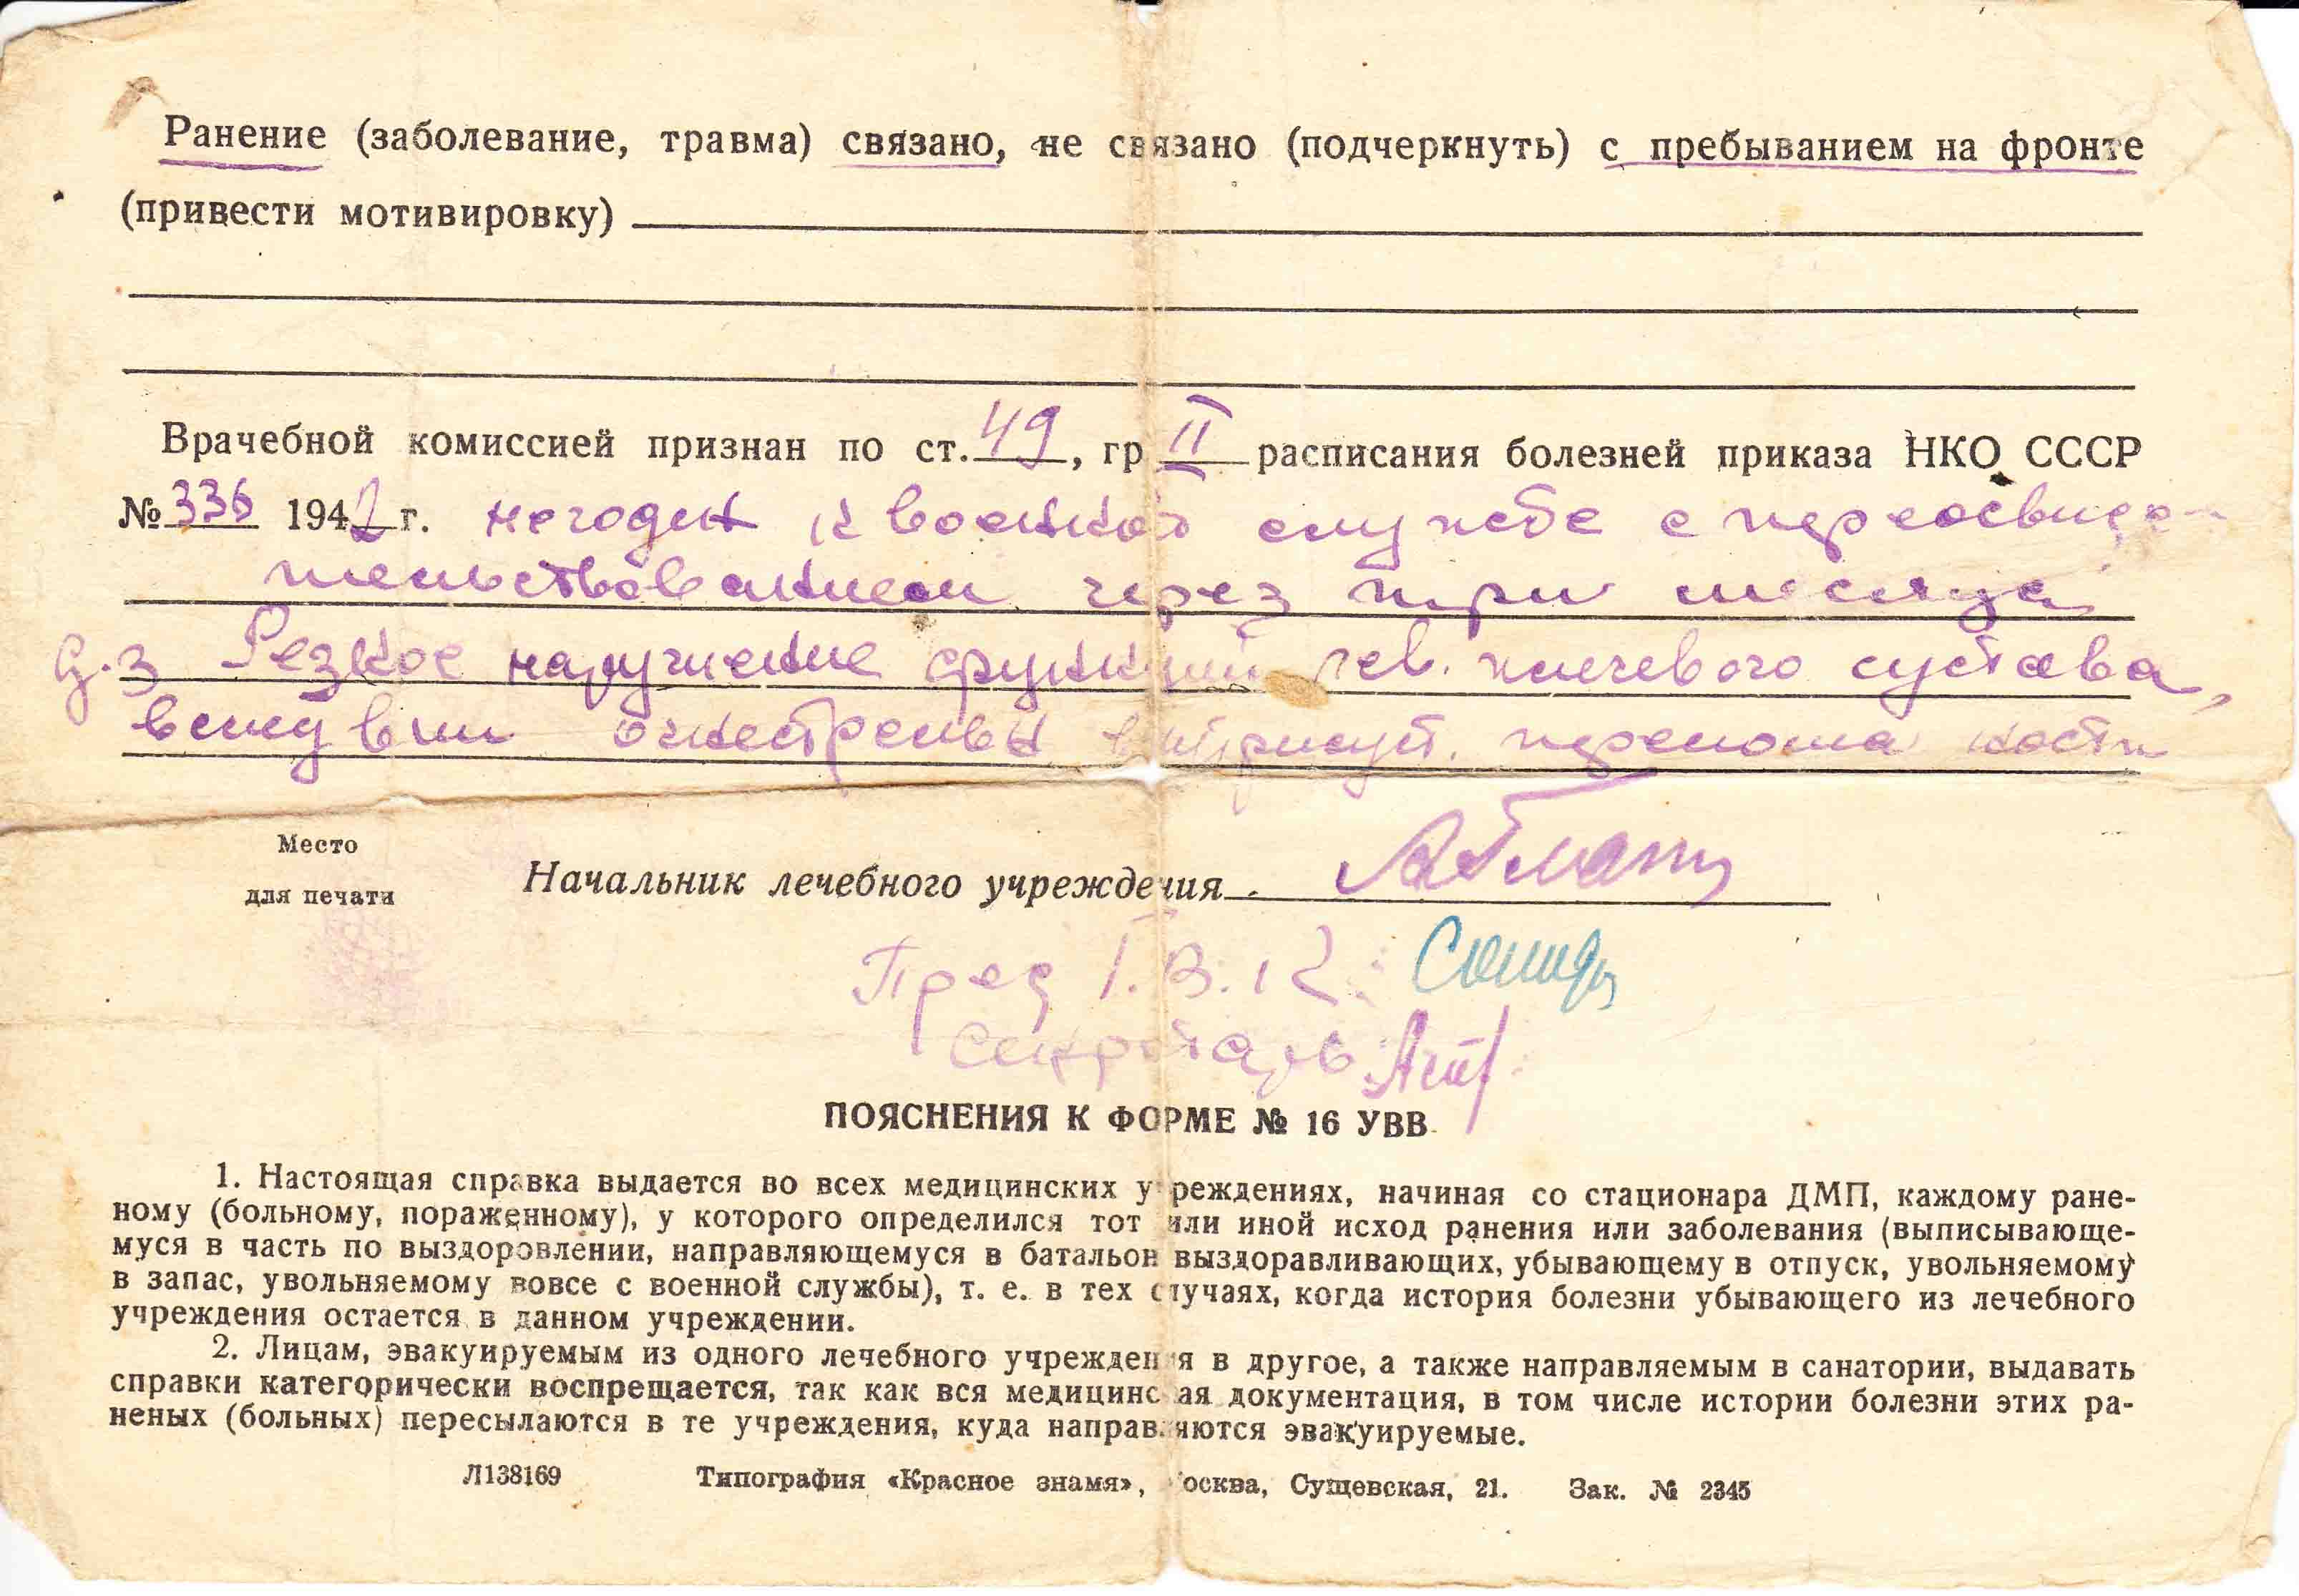 Ранение (заболевание, травма) связано, не связано (подчеркнуть) с пребыванием на фронте
(привести мотивировку)
Врачебной комиссией признан по ст. 49, гр II расписания болезней приказа НКО СССР
№ 336 1942 г. негоден к военной службе с переосвиде-
тельствованием через три месяца
Д-з Резкое нарушение функции лев. плечевого сустава,
вследствии огнестрельн. внутрисуст. перелома кости
Место
для печати
Начальник лечебного учреждения
Пред Г.В.К.
Секретарь
ПОЯСНЕНИЯ К ФОРМЕ № 16 УВВ
1. Настоящая справка выдается во всех медицинских учреждениях, начиная со стационара ДМП, каждому ране-
ному (больному, пораженному), у которого определился тот или иной исход ранения или заболевания (выписывающе-
муся в часть по выздоровлении, направляющемуся в батальон выздоравливающих, убывающему в отпуск, увольняемому
в запас, увольняемому вовсе с военной службы), т. е. в тех случаях, когда история болезни убывающего из лечебного
учреждения остается в данном учреждении.
2. Лицам, эвакуируемым из одного лечебного учреждения в другое, а также направляемым в санатории, выдавать
справки категорически воспрещается, так как вся медицинская документация, в том числе истории болезни этих ра-
неных (больных) пересылаются в те учреждения, куда направляются эвакуируемые.
Л138169 Типография «Красное знамя», Москва, Сущевская, 21. Зак. № 2345